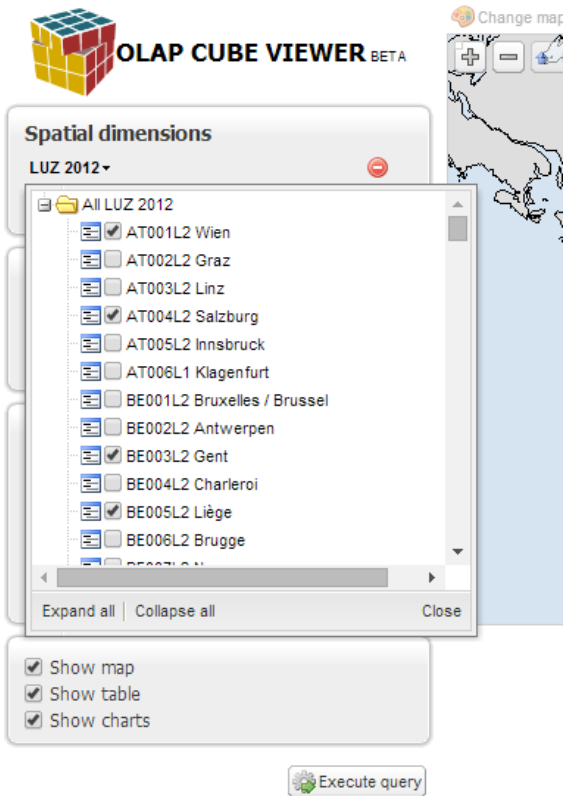 Change map
OLAP CUBE VIEWER BETA
Spatial dimensions
LUZ 2012
All LUZ 2012
AT001L2 Wien
AT002L2 Graz
AT003L2 Linz
AT004L2 Salzburg
AT005L2 Innsbruck
AT006L1 Klagenfurt
BE001L2 Bruxelles / Brussel
BE002L2 Antwerpen
BE003L2 Gent
BE004L2 Charleroi
BE005L2 Liège
BE006L2 Brugge
Expand all | Collapse all Close
Show map
Show table
Show charts
Execute query